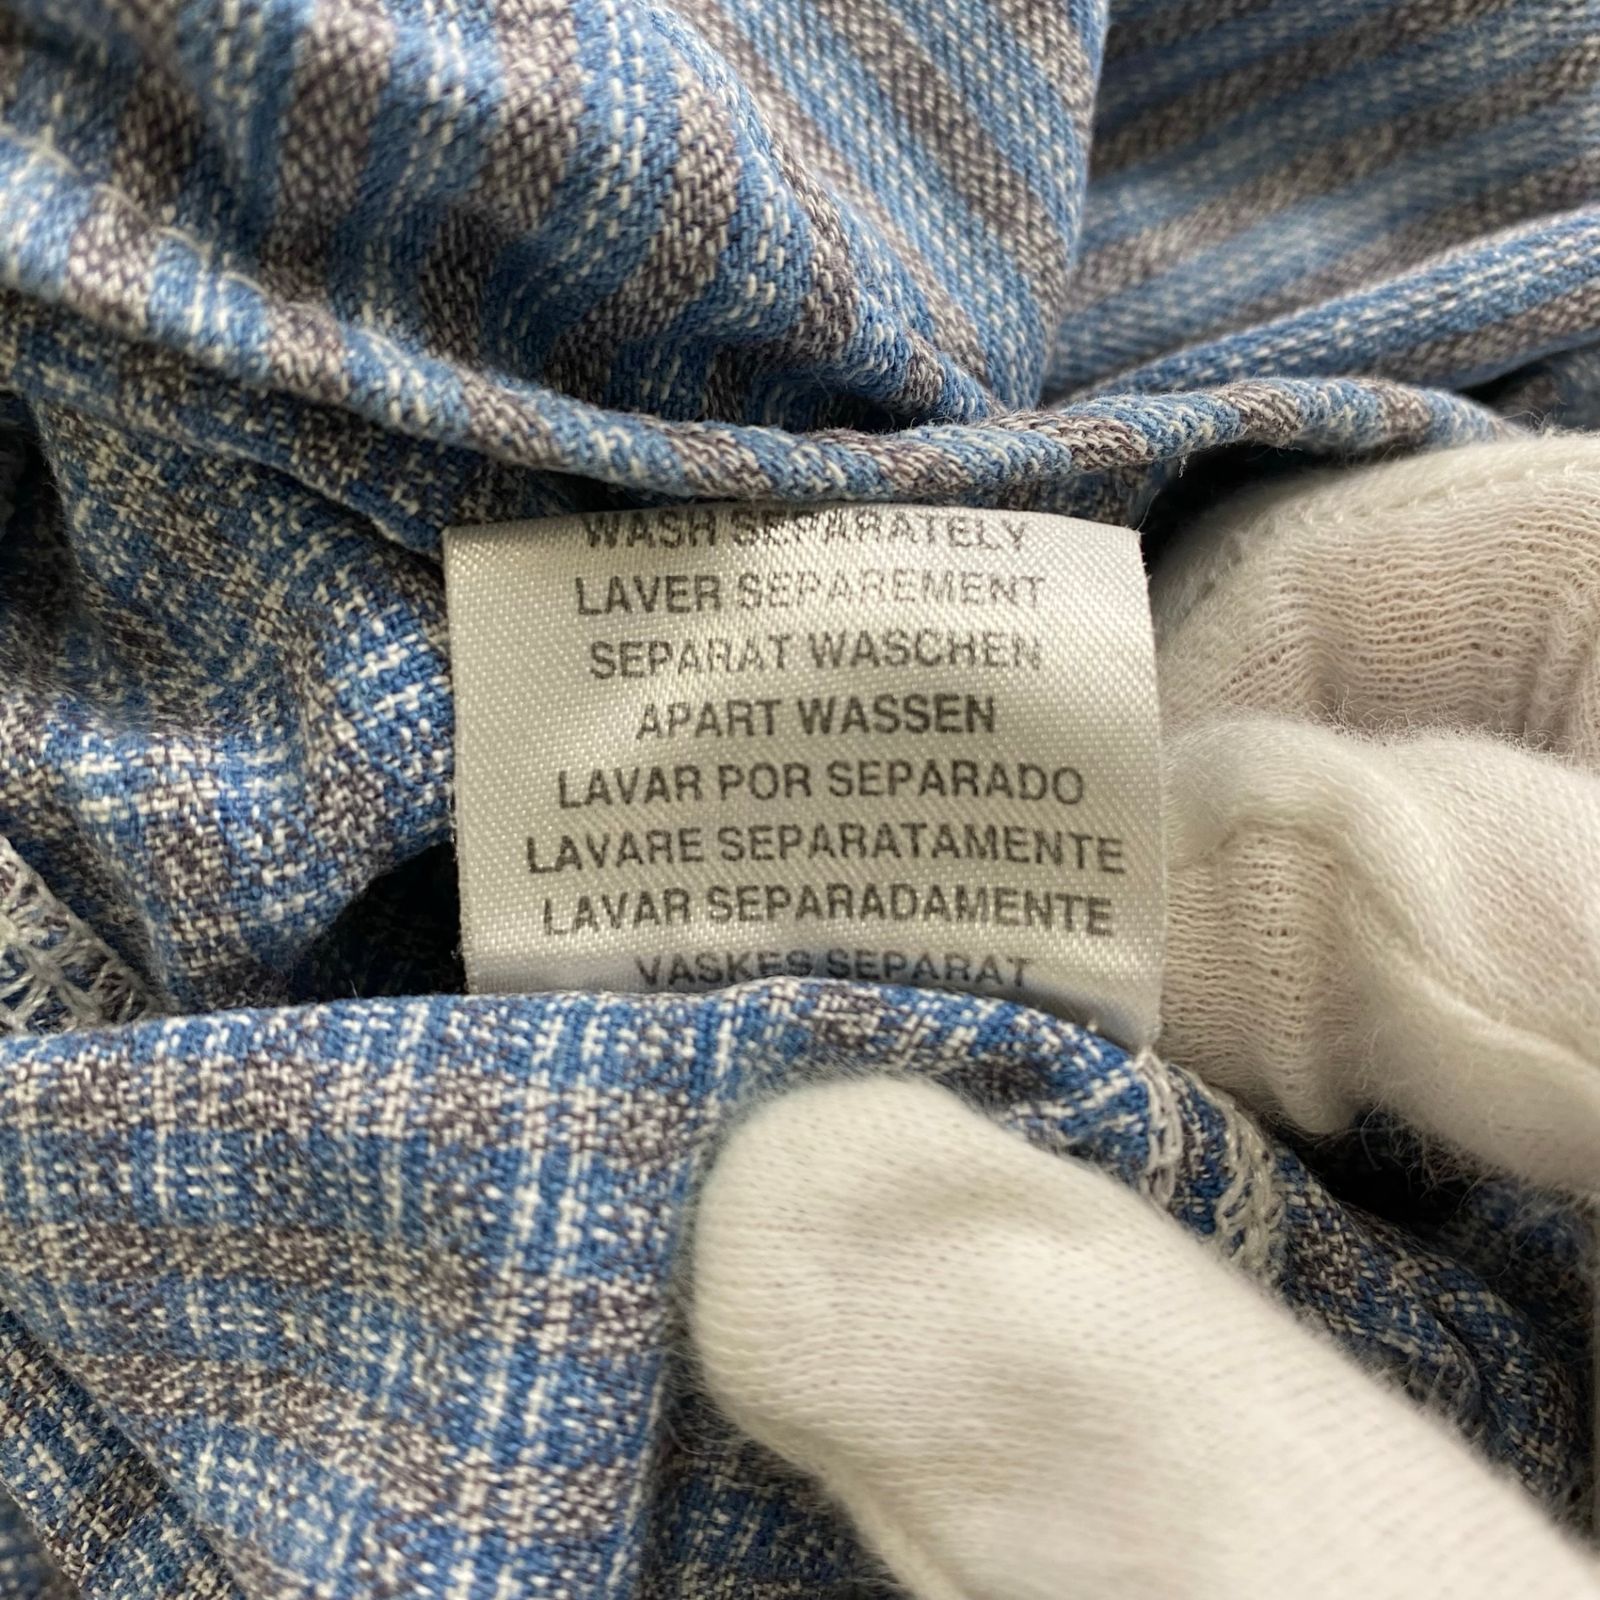 WASH SEPARATELY
LAVER SEPAREMENT
SEPARAT WASCHEN
APART WASSEN
LAVAR POR SEPARADO
LAVARE SEPARATAMENTE
LAVAR SEPARADAMENTE
VASKES SEPARAT